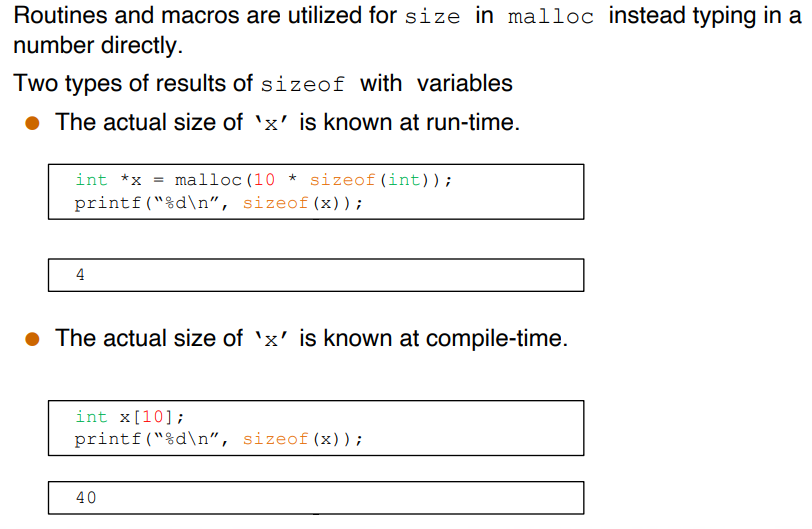 Routines and macros are utilized for size in malloc instead typing in a
number directly.
Two types of results of sizeof with variables
● The actual size of ‘x’ is known at run-time.
int *x = malloc(10 * sizeof(int));
printf(“%d\n”, sizeof(x));
4
● The actual size of ‘x’ is known at compile-time.
int x[10];
printf(“%d\n”, sizeof(x));
40